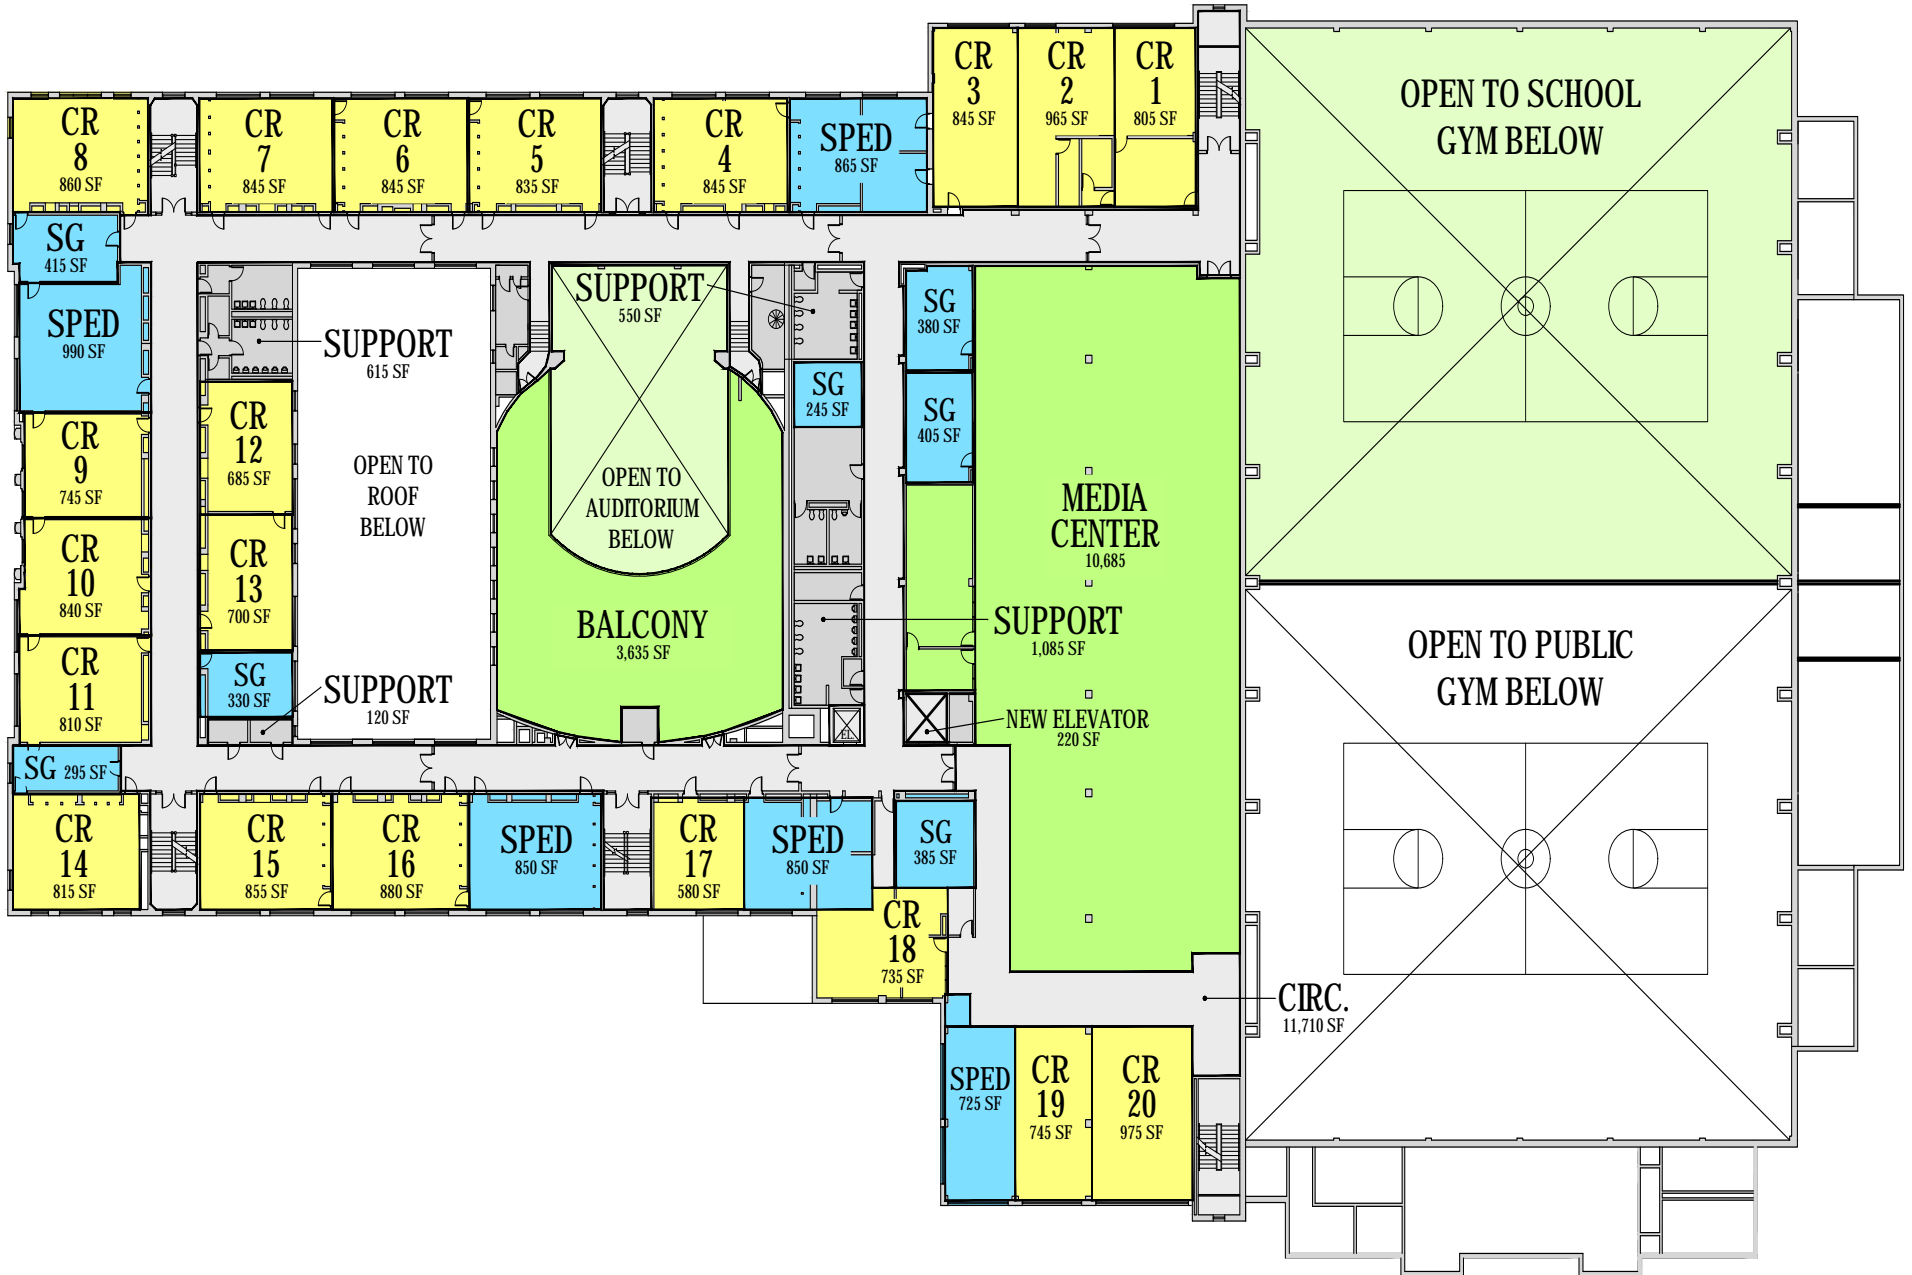 CR
3
845 SF
CR
2
965 SF
CR
1
805 SF
OPEN TO SCHOOL
GYM BELOW
CR
8
860 SF
CR
7
845 SF
CR
6
845 SF
CR
5
835 SF
CR
4
845 SF
SPED
865 SF
SG
415 SF
SPED
990 SF
SUPPORT
615 SF
SUPPORT
550 SF
SG
380 SF
SG
245 SF
SG
405 SF
CR
9
745 SF
CR
12
685 SF
OPEN TO
ROOF
BELOW
OPEN TO
AUDITORIUM
BELOW
MEDIA
CENTER
10,685
CR
10
840 SF
CR
13
700 SF
BALCONY
3,635 SF
SUPPORT
1,085 SF
OPEN TO PUBLIC
GYM BELOW
CR
11
810 SF
SG
330 SF
SUPPORT
120 SF
EL.
NEW ELEVATOR
220 SF
SG 295 SF
CR
14
815 SF
CR
15
855 SF
CR
16
880 SF
SPED
850 SF
CR
17
580 SF
SPED
850 SF
SG
385 SF
CR
18
735 SF
CIRC.
11,710 SF
SPED
725 SF
CR
19
745 SF
CR
20
975 SF